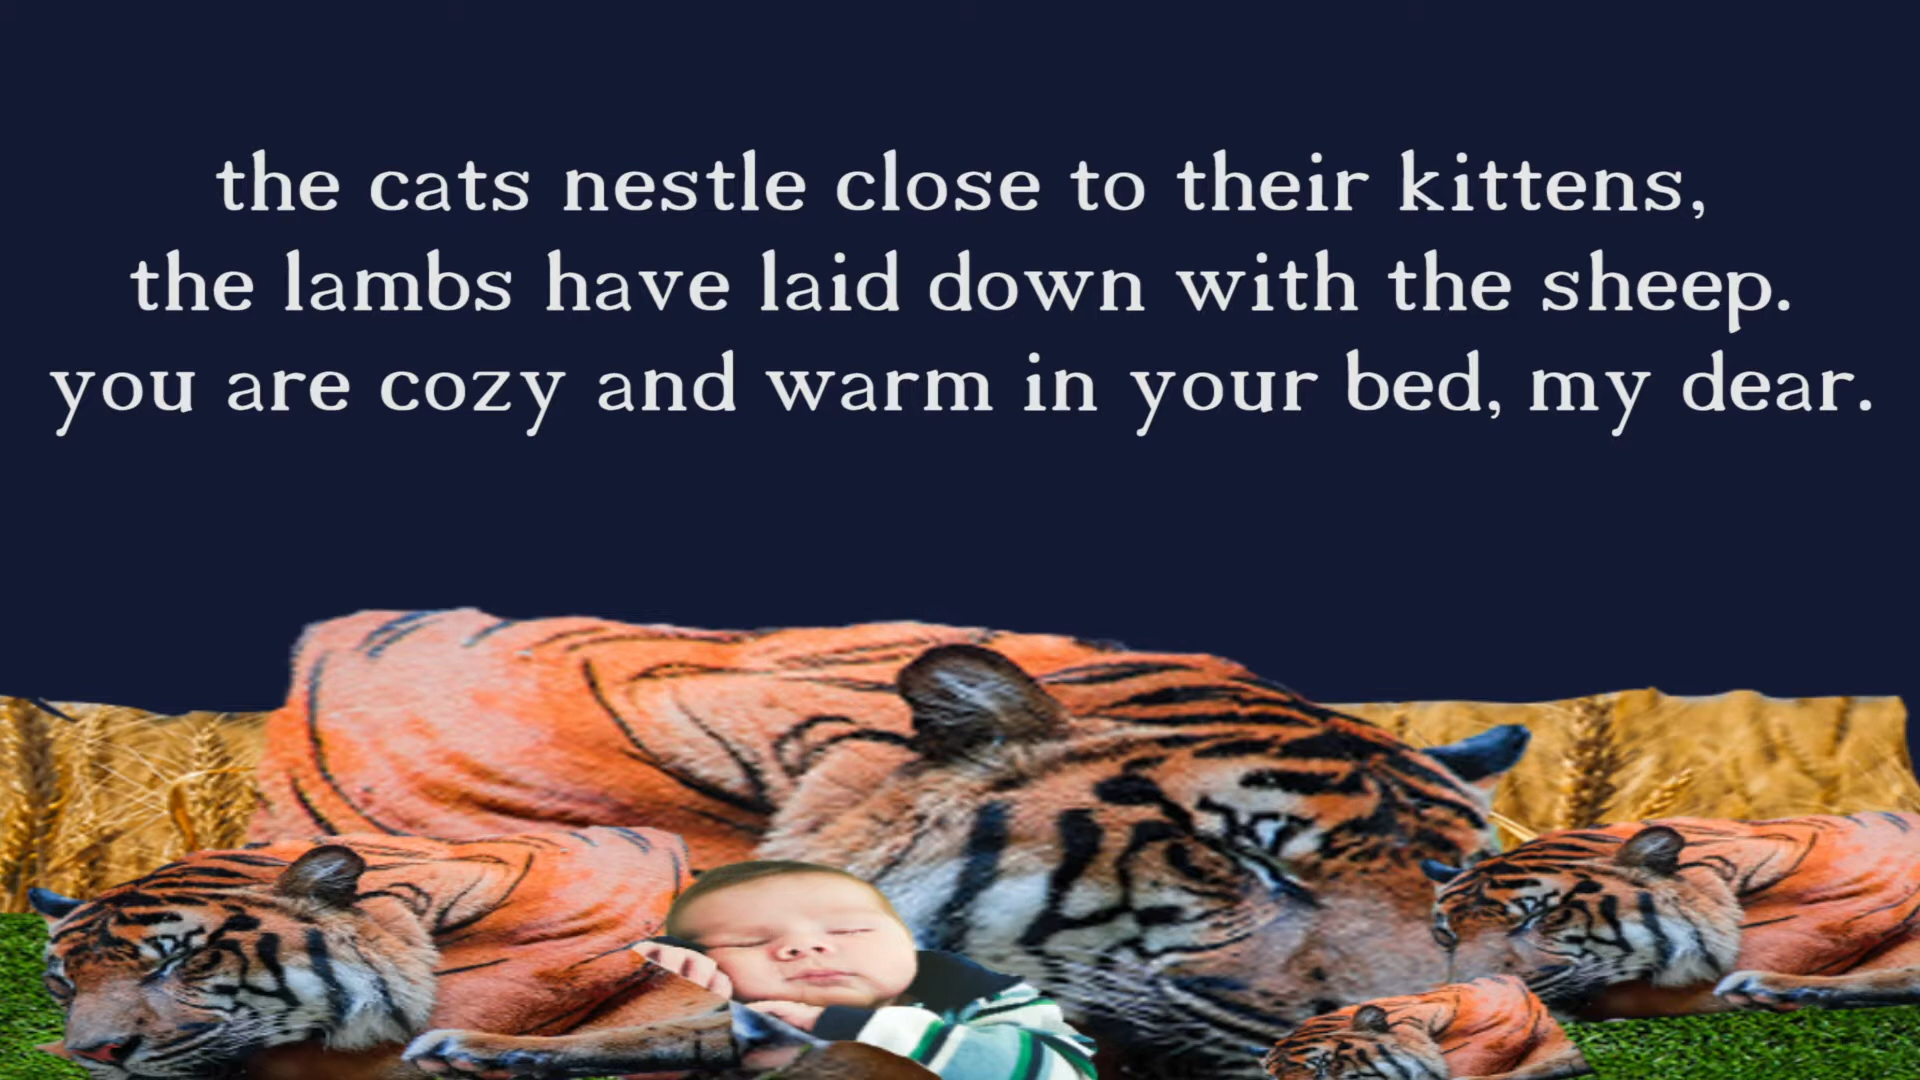 the cats nestle close to their kittens,
the lambs have laid down with the sheep.
you are cozy and warm in your bed, my dear.